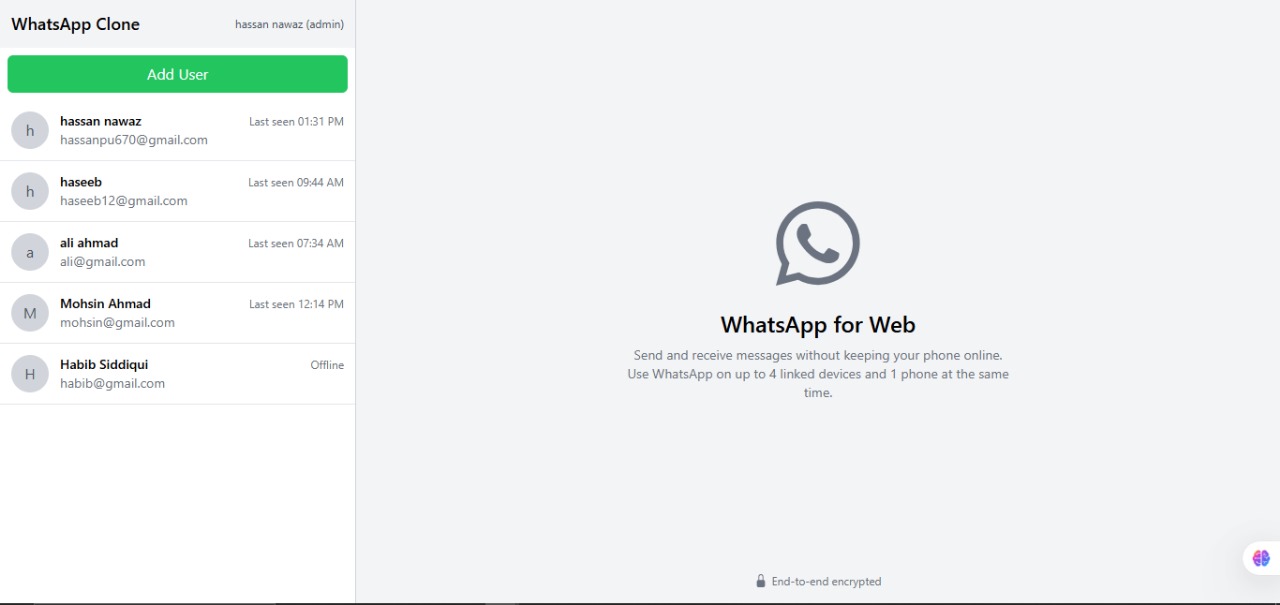 WhatsApp Clone
hassan nawaz (admin)
Add User
h
hassan nawaz
Last seen 01:31 PM
hassanpu670@gmail.com
h
haseeb
Last seen 09:44 AM
haseeb12@gmail.com
a
ali ahmad
Last seen 07:34 AM
ali@gmail.com
M
Mohsin Ahmad
Last seen 12:14 PM
mohsin@gmail.com
H
Habib Siddiqui
Offline
habib@gmail.com
WhatsApp for Web
Send and receive messages without keeping your phone online.
Use WhatsApp on up to 4 linked devices and 1 phone at the same
time.
End-to-end encrypted